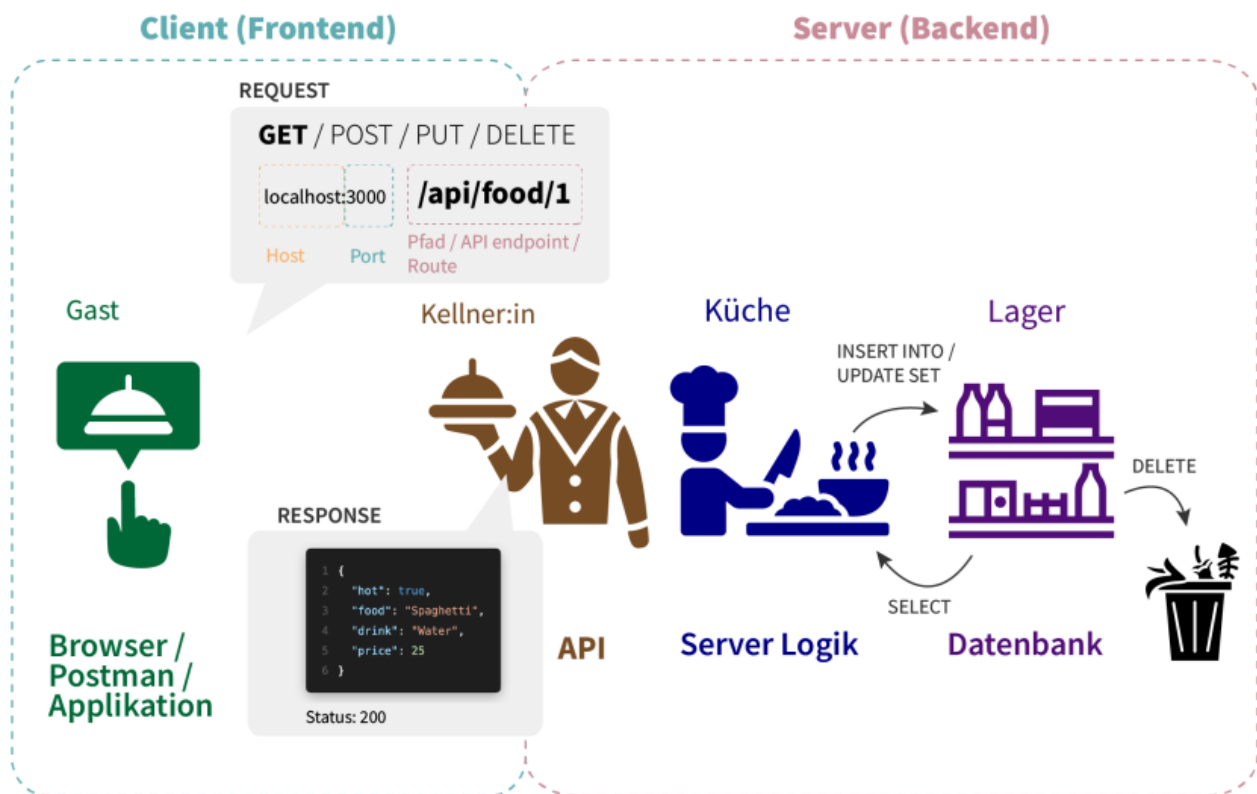 Client (Frontend)
Server (Backend)
REQUEST
GET / POST / PUT / DELETE
localhost:3000
/api/food/1
Host
Port
Pfad / API endpoint /
Route
Gast
Kellner:in
Küche
Lager
INSERT INTO /
UPDATE SET
DELETE
SELECT
RESPONSE
1 {
2 "hot": true,
3 "food": "Spaghetti",
4 "drink": "Water",
5 "price": 25
6 }
Status: 200
Browser /
Postman /
Applikation
API
Server Logik
Datenbank